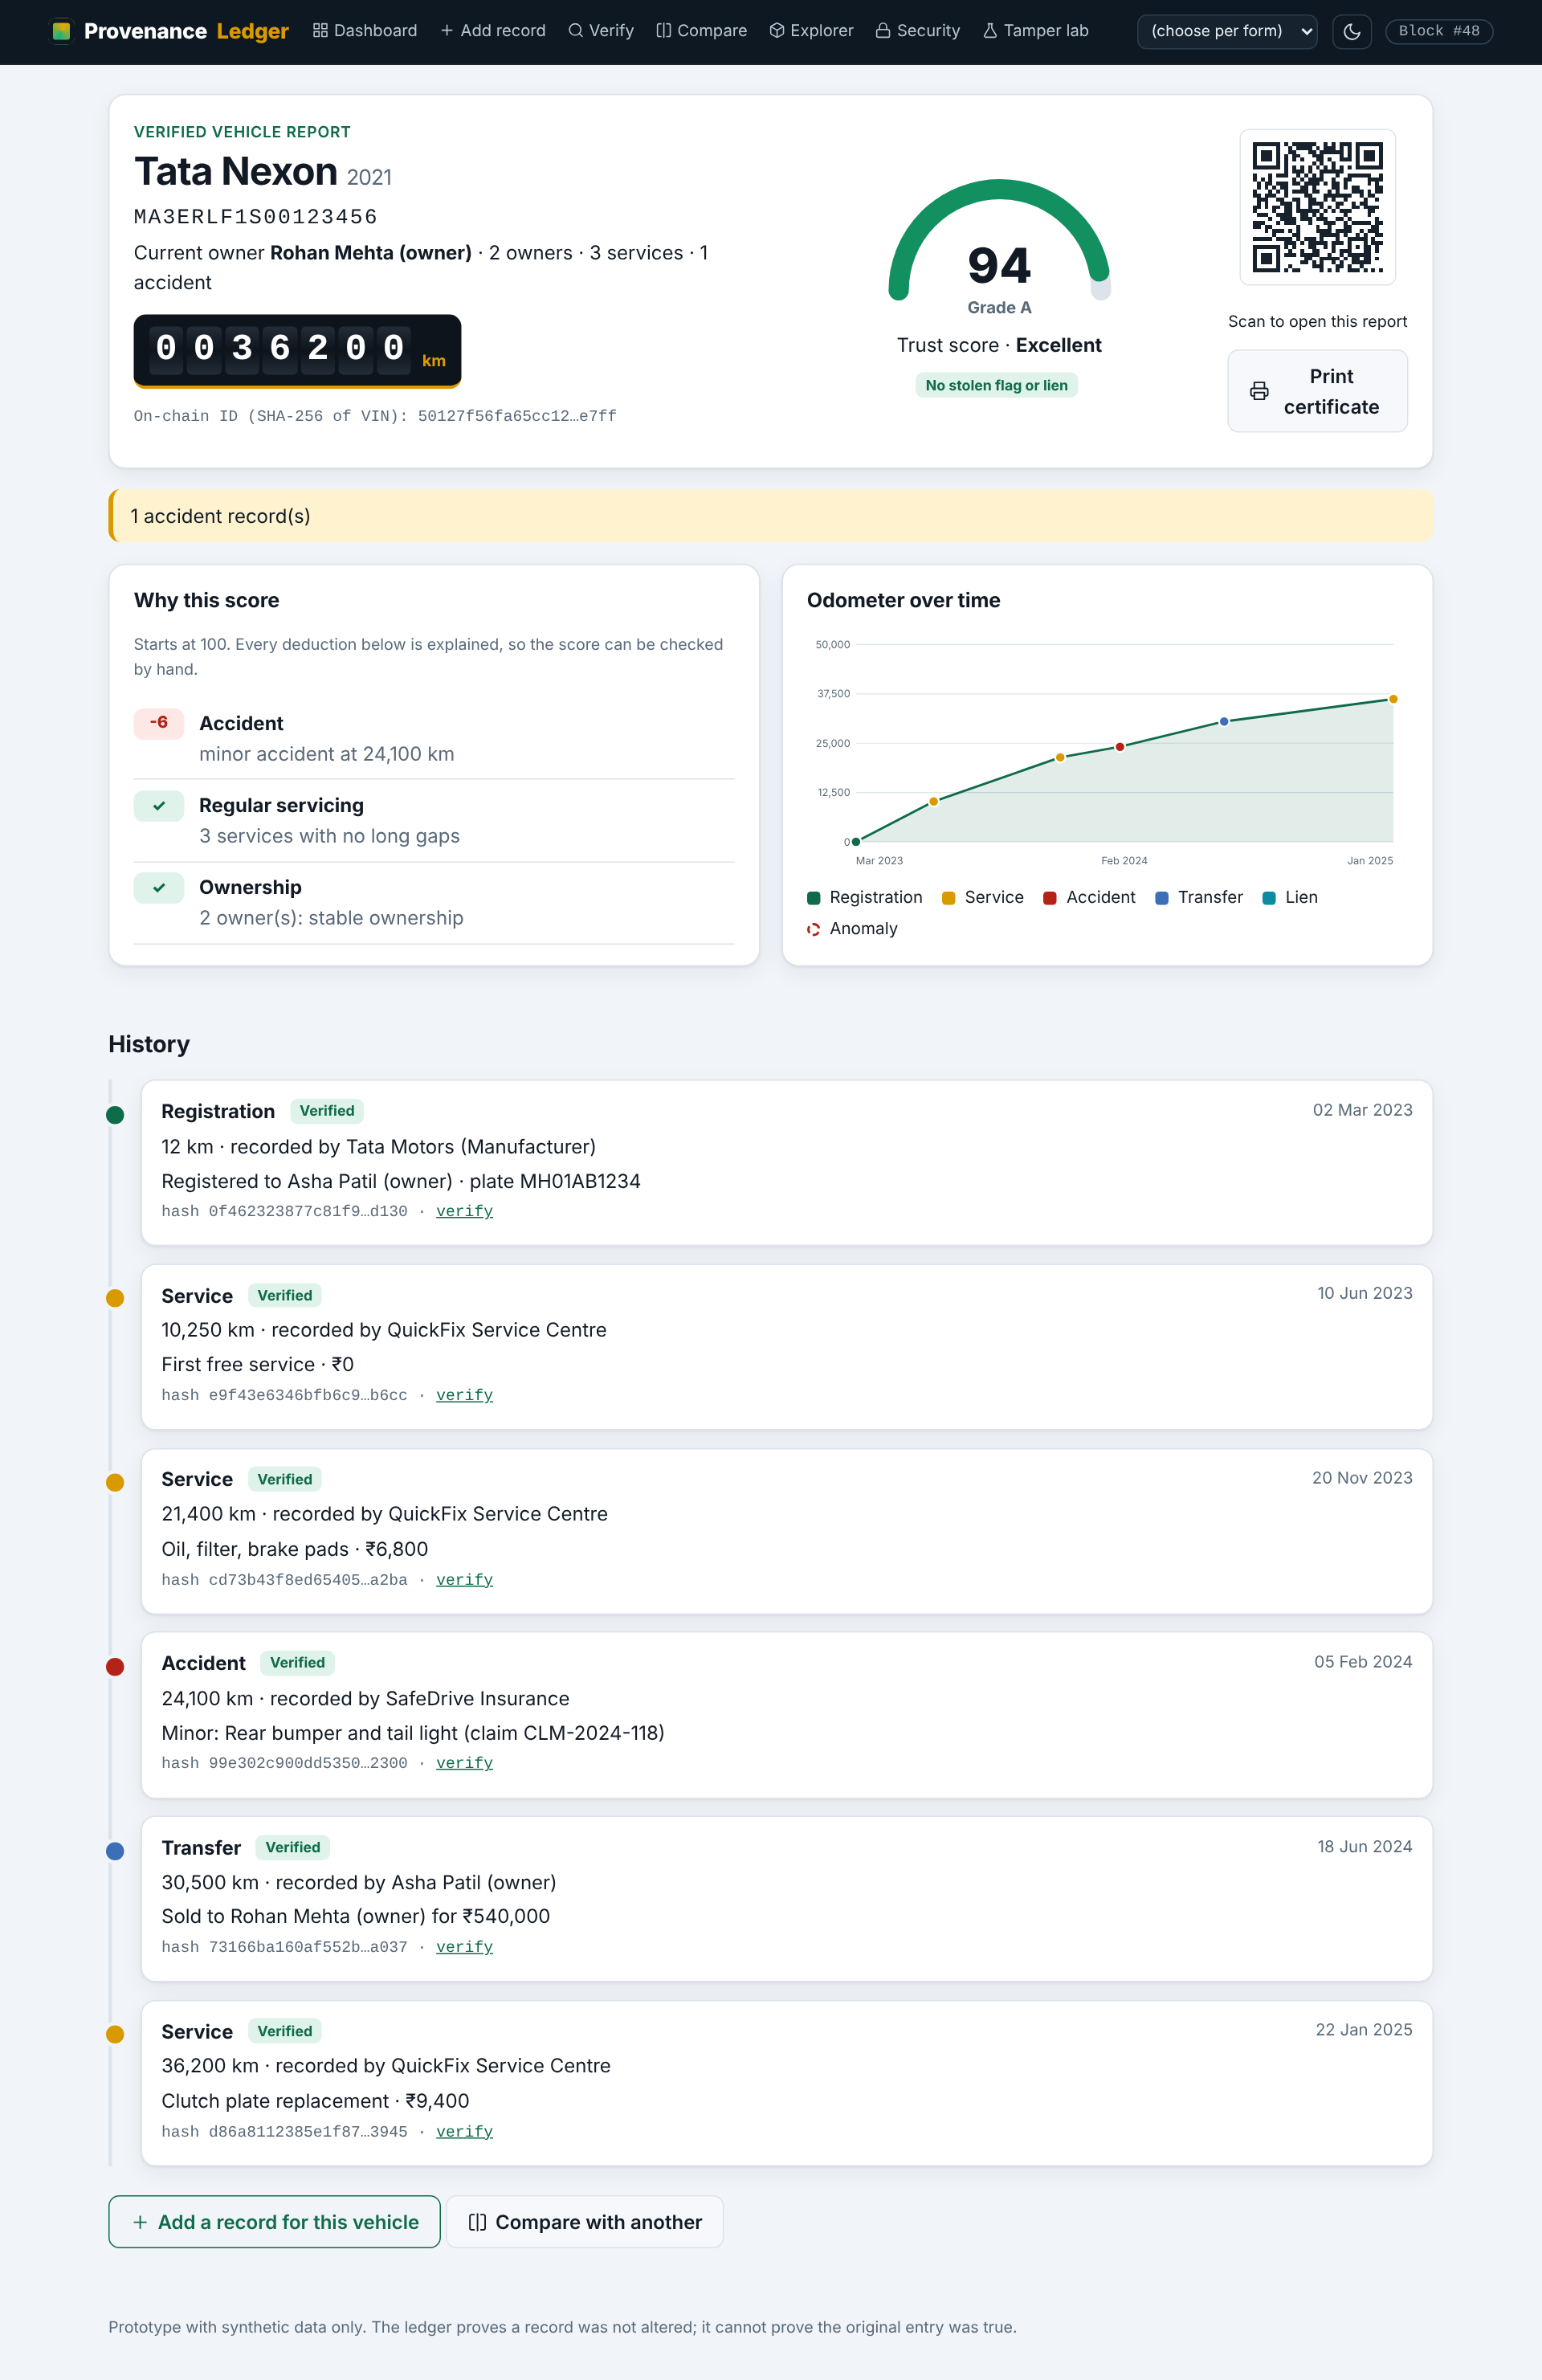 Provenance Ledger Dashboard Add record Verify Compare Explorer Security Tamper lab (choose per form) Block #48
VERIFIED VEHICLE REPORT
Tata Nexon 2021
MA3ERLF1S00123456
Current owner Rohan Mehta (owner) · 2 owners · 3 services · 1
accident
0036200 km
On-chain ID (SHA-256 of VIN): 50127f56fa65cc12…e7ff
94
Grade A
Trust score · Excellent
No stolen flag or lien
Scan to open this report
Print
certificate
1 accident record(s)
Why this score
Starts at 100. Every deduction below is explained, so the score can be checked
by hand.
-6 Accident
minor accident at 24,100 km
Regular servicing
3 services with no long gaps
Ownership
2 owner(s): stable ownership
Odometer over time
50,000
37,500
25,000
12,500
0
Mar 2023 Feb 2024 Jan 2025
Registration Service Accident Transfer Lien
Anomaly
History
Registration Verified 02 Mar 2023
12 km · recorded by Tata Motors (Manufacturer)
Registered to Asha Patil (owner) · plate MH01AB1234
hash 0f462323877c81f9…d130 · verify
Service Verified 10 Jun 2023
10,250 km · recorded by QuickFix Service Centre
First free service · ₹0
hash e9f43e6346bfb6c9…b6cc · verify
Service Verified 20 Nov 2023
21,400 km · recorded by QuickFix Service Centre
Oil, filter, brake pads · ₹6,800
hash cd73b43f8ed65405…a2ba · verify
Accident Verified 05 Feb 2024
24,100 km · recorded by SafeDrive Insurance
Minor: Rear bumper and tail light (claim CLM-2024-118)
hash 99e302c900dd5350…2300 · verify
Transfer Verified 18 Jun 2024
30,500 km · recorded by Asha Patil (owner)
Sold to Rohan Mehta (owner) for ₹540,000
hash 73166ba160af552b…a037 · verify
Service Verified 22 Jan 2025
36,200 km · recorded by QuickFix Service Centre
Clutch plate replacement · ₹9,400
hash d86a8112385e1f87…3945 · verify
Add a record for this vehicle Compare with another
Prototype with synthetic data only. The ledger proves a record was not altered; it cannot prove the original entry was true.